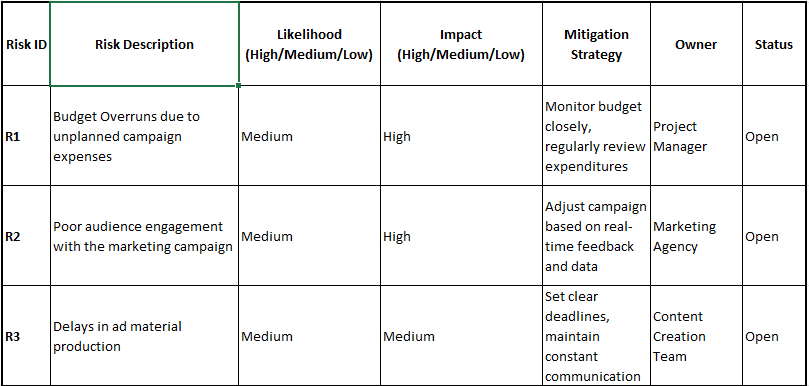 Risk ID
Risk Description
Likelihood
(High/Medium/Low)
Impact
(High/Medium/Low)
Mitigation
Strategy
Owner
Status
R1
Budget Overruns due to
unplanned campaign
expenses
Medium
High
Monitor budget
closely,
regularly review
expenditures
Project
Manager
Open
R2
Poor audience engagement
with the marketing campaign
Medium
High
Adjust campaign
based on real-
time feedback
and data
Marketing
Agency
Open
R3
Delays in ad material
production
Medium
Medium
Set clear
deadlines,
maintain
constant
communication
Content
Creation
Team
Open